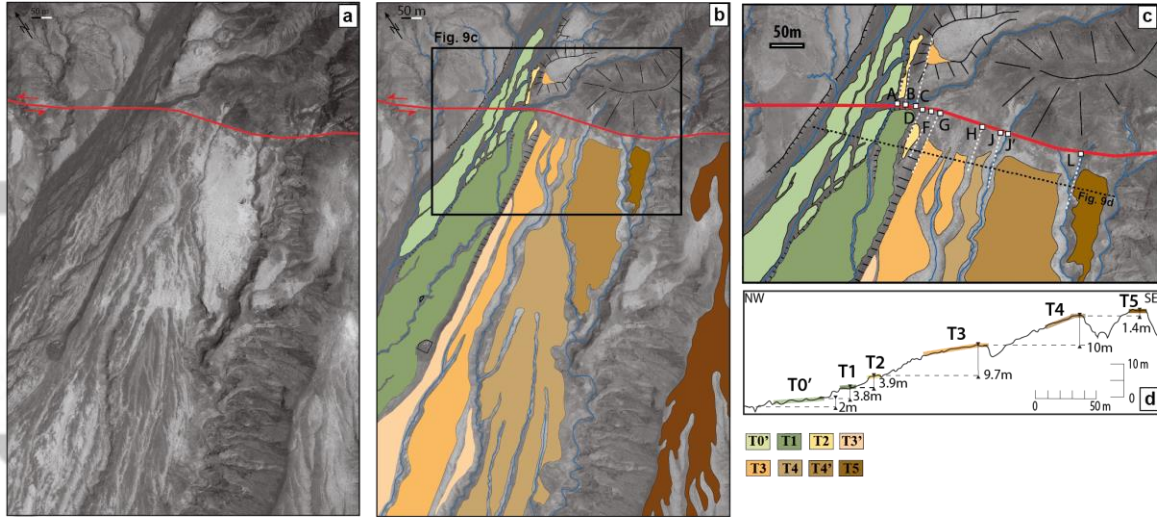 50 m
N
a
50 m
N
b
Fig. 9c
c
50m
A
B
C
D
F
G
H
J
J'
L
Fig. 9d
NW
SE
T0'
T1
T2
T3
T4
T5
2m
3.8m
3.9m
9.7m
10m
1.4m
10 m
0
0
50 m
d
T0' T1 T2 T3'
T3 T4 T4' T5